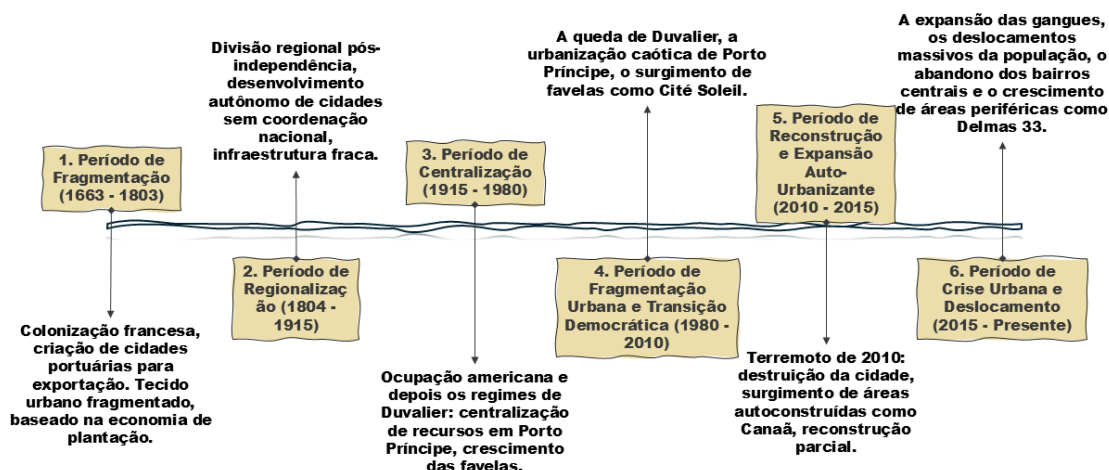 1. Período de
Fragmentação
(1663 - 1803)
Colonização francesa,
criação de cidades
portuárias para
exportação. Tecido
urbano fragmentado,
baseado na economia de
plantação.
Divisão regional pós-
independência,
desenvolvimento
autônomo de cidades
sem coordenação
nacional,
infraestrutura fraca.
2. Período de
Regionalizaç
ão (1804 -
1915)
3. Período de
Centralização
(1915 - 1980)
Ocupação americana e
depois os regimes de
Duvalier: centralização
de recursos em Porto
Príncipe, crescimento
das favelas.
A queda de Duvalier, a
urbanização caótica de
Porto Príncipe, o surgimento de
favelas como Cité Soleil.
4. Período de
Fragmentação
Urbana e Transição
Democrática (1980 -
2010)
5. Período de
Reconstrução
e Expansão
Auto-
Urbanizante
(2010 - 2015)
Terremoto de 2010:
destruição da cidade,
surgimento de áreas
autoconstruídas como
Canaã, reconstrução
parcial.
A expansão das gangues,
os deslocamentos
massivos da população, o
abandono dos bairros
centrais e o crescimento
de áreas periféricas como
Delmas 33.
6. Período de
Crise Urbana e
Deslocamento
(2015 - Presente)